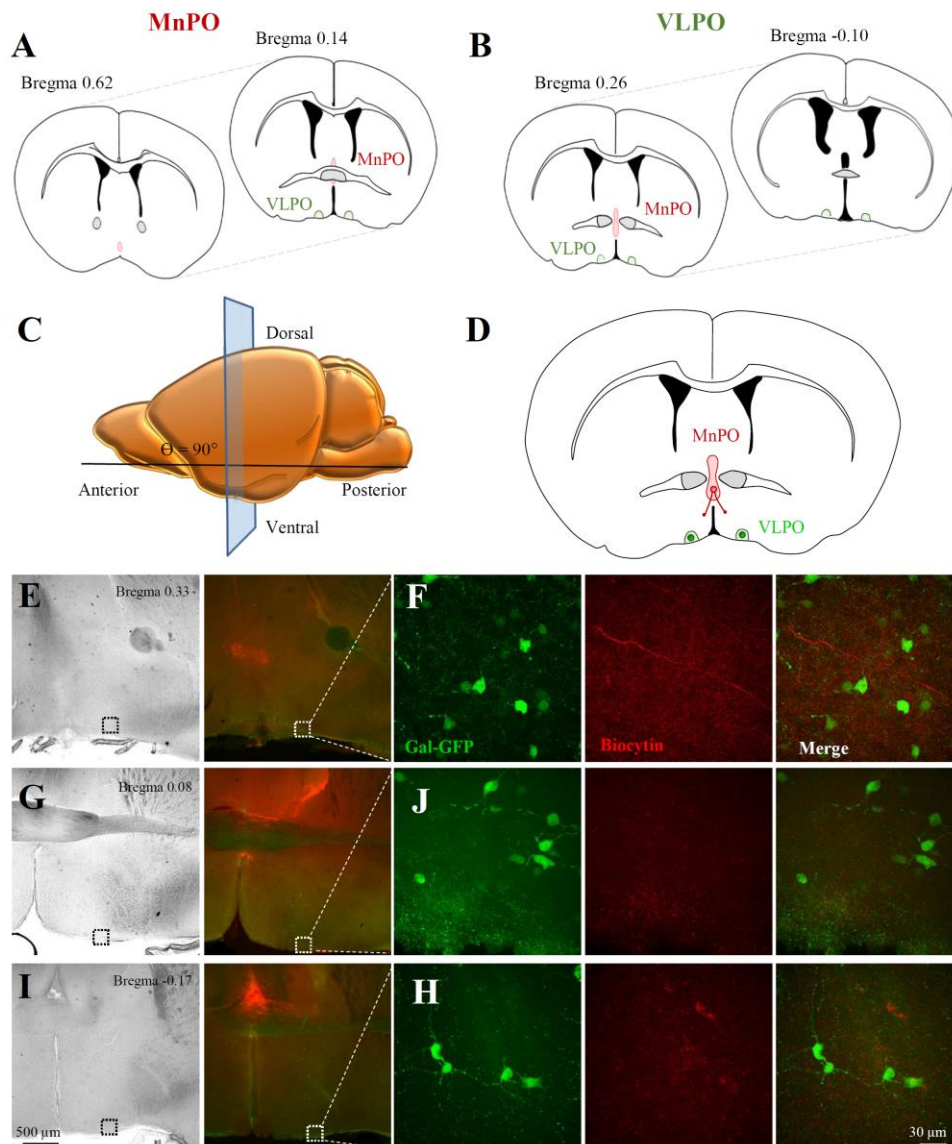 MnPO
VLPO
A
Bregma 0.62
Bregma 0.14
MnPO
VLPO
B
Bregma 0.26
Bregma -0.10
MnPO
VLPO
C
Dorsal
Ɵ = 90°
Anterior
Posterior
Ventral
D
MnPO
VLPO
E
Bregma 0.33
F
Gal-GFP
Biocytin
Merge
G
Bregma 0.08
J
I
Bregma -0.17
500 µm
H
30 µm